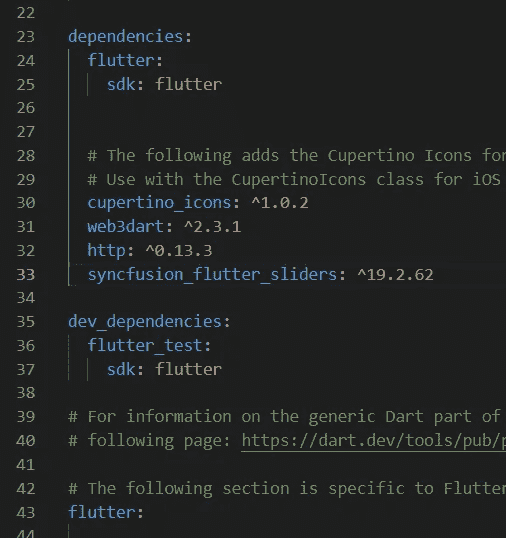 22
23 dependencies:
24 flutter:
25 sdk: flutter
26
27
28 # The following adds the Cupertino Icons for
29 # Use with the CupertinoIcons class for iOS
30 cupertino_icons: ^1.0.2
31 web3dart: ^2.3.1
32 http: ^0.13.3
33 syncfusion_flutter_sliders: ^19.2.62
34
35 dev_dependencies:
36 flutter_test:
37 sdk: flutter
38
39 # For information on the generic Dart part of
40 # following page: https://dart.dev/tools/pub/p
41
42 # The following section is specific to Flutter
43 flutter:
44